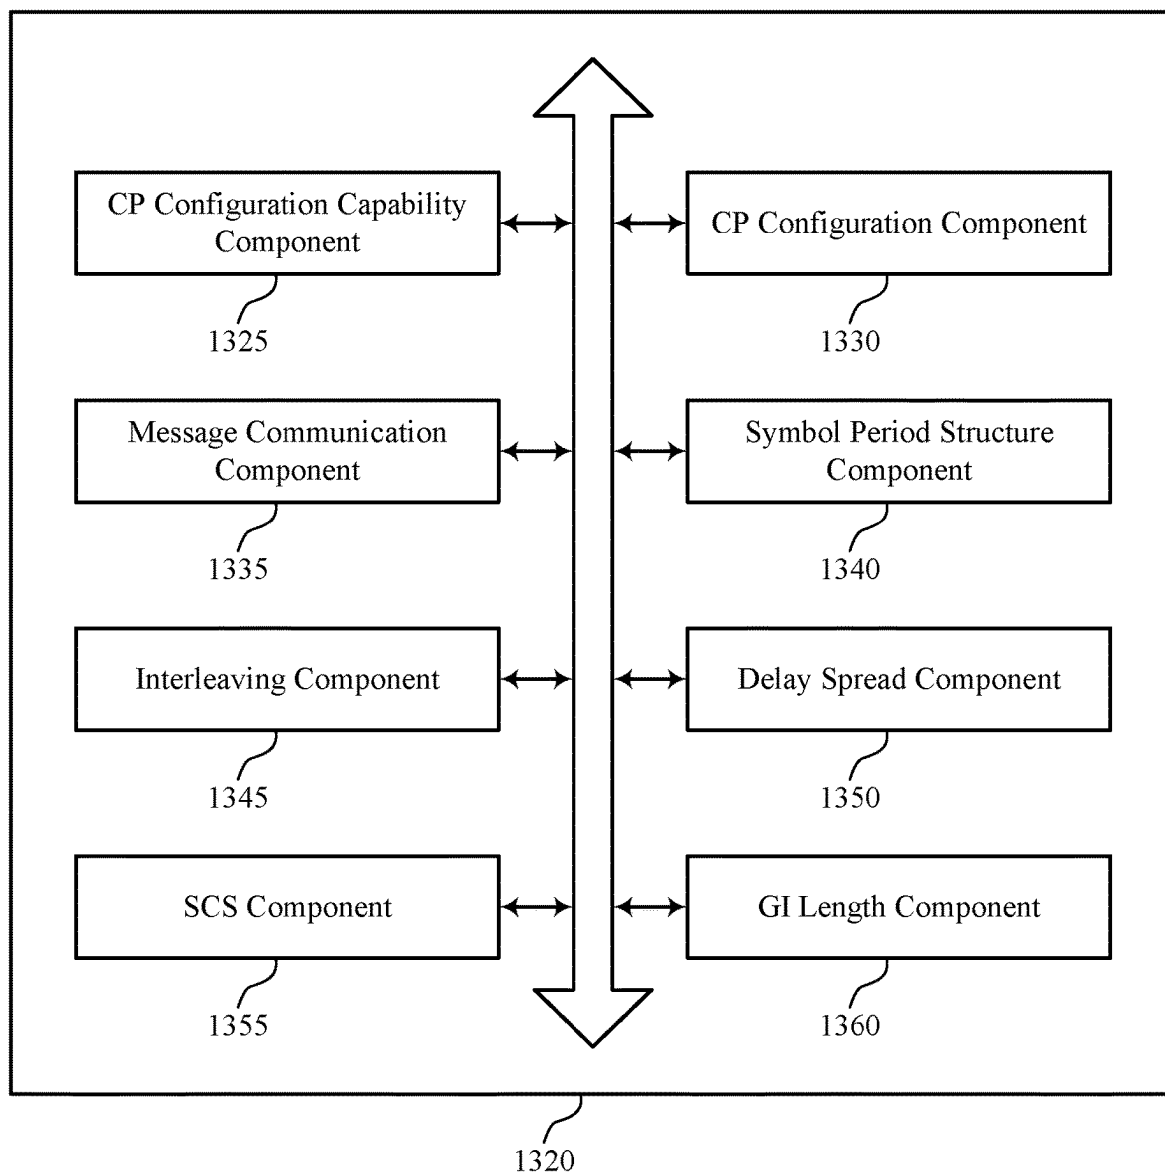 CP Configuration Capability
Component
1325
CP Configuration Component
1330
Message Communication
Component
1335
Symbol Period Structure
Component
1340
Interleaving Component
1345
Delay Spread Component
1350
SCS Component
1355
GI Length Component
1360
1320